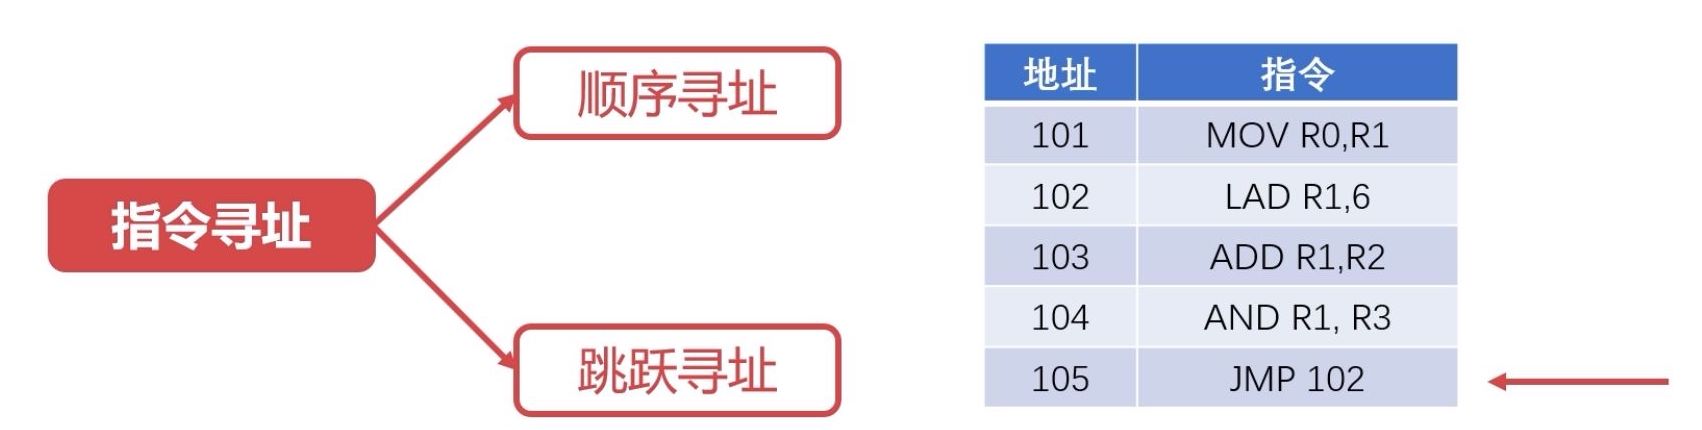 指令寻址
顺序寻址
跳跃寻址
地址 指令
101 MOV R0,R1
102 LAD R1,6
103 ADD R1,R2
104 AND R1, R3
105 JMP 102